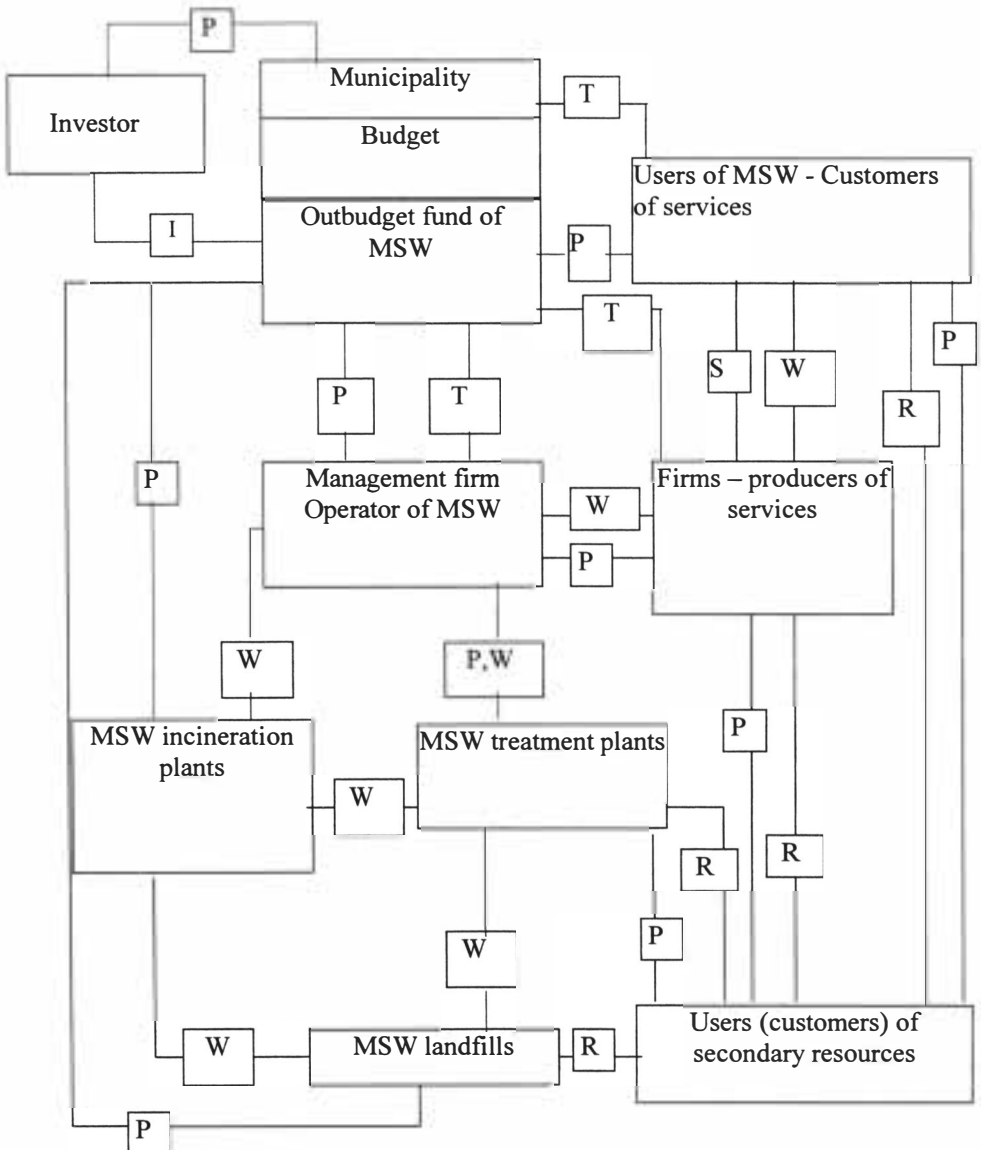 P
Municipality
T
Investor
Budget
Users of MSW - Customers
of services
I
Outbudget fund of
MSW
P
T
P
S
W
P
T
R
P
Management firm
Operator of MSW
Firms – producers of
services
W
P
W
P,W
P
MSW incineration
plants
MSW treatment plants
W
R
R
W
P
Users (customers) of
secondary resources
W
MSW landfills
R
P